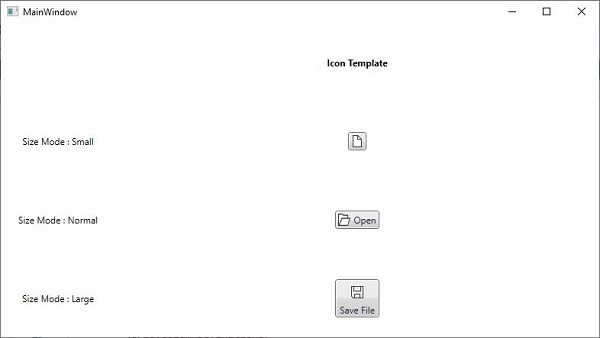 MainWindow
Icon Template
Size Mode : Small
Size Mode : Normal
Open
Size Mode : Large
Save File